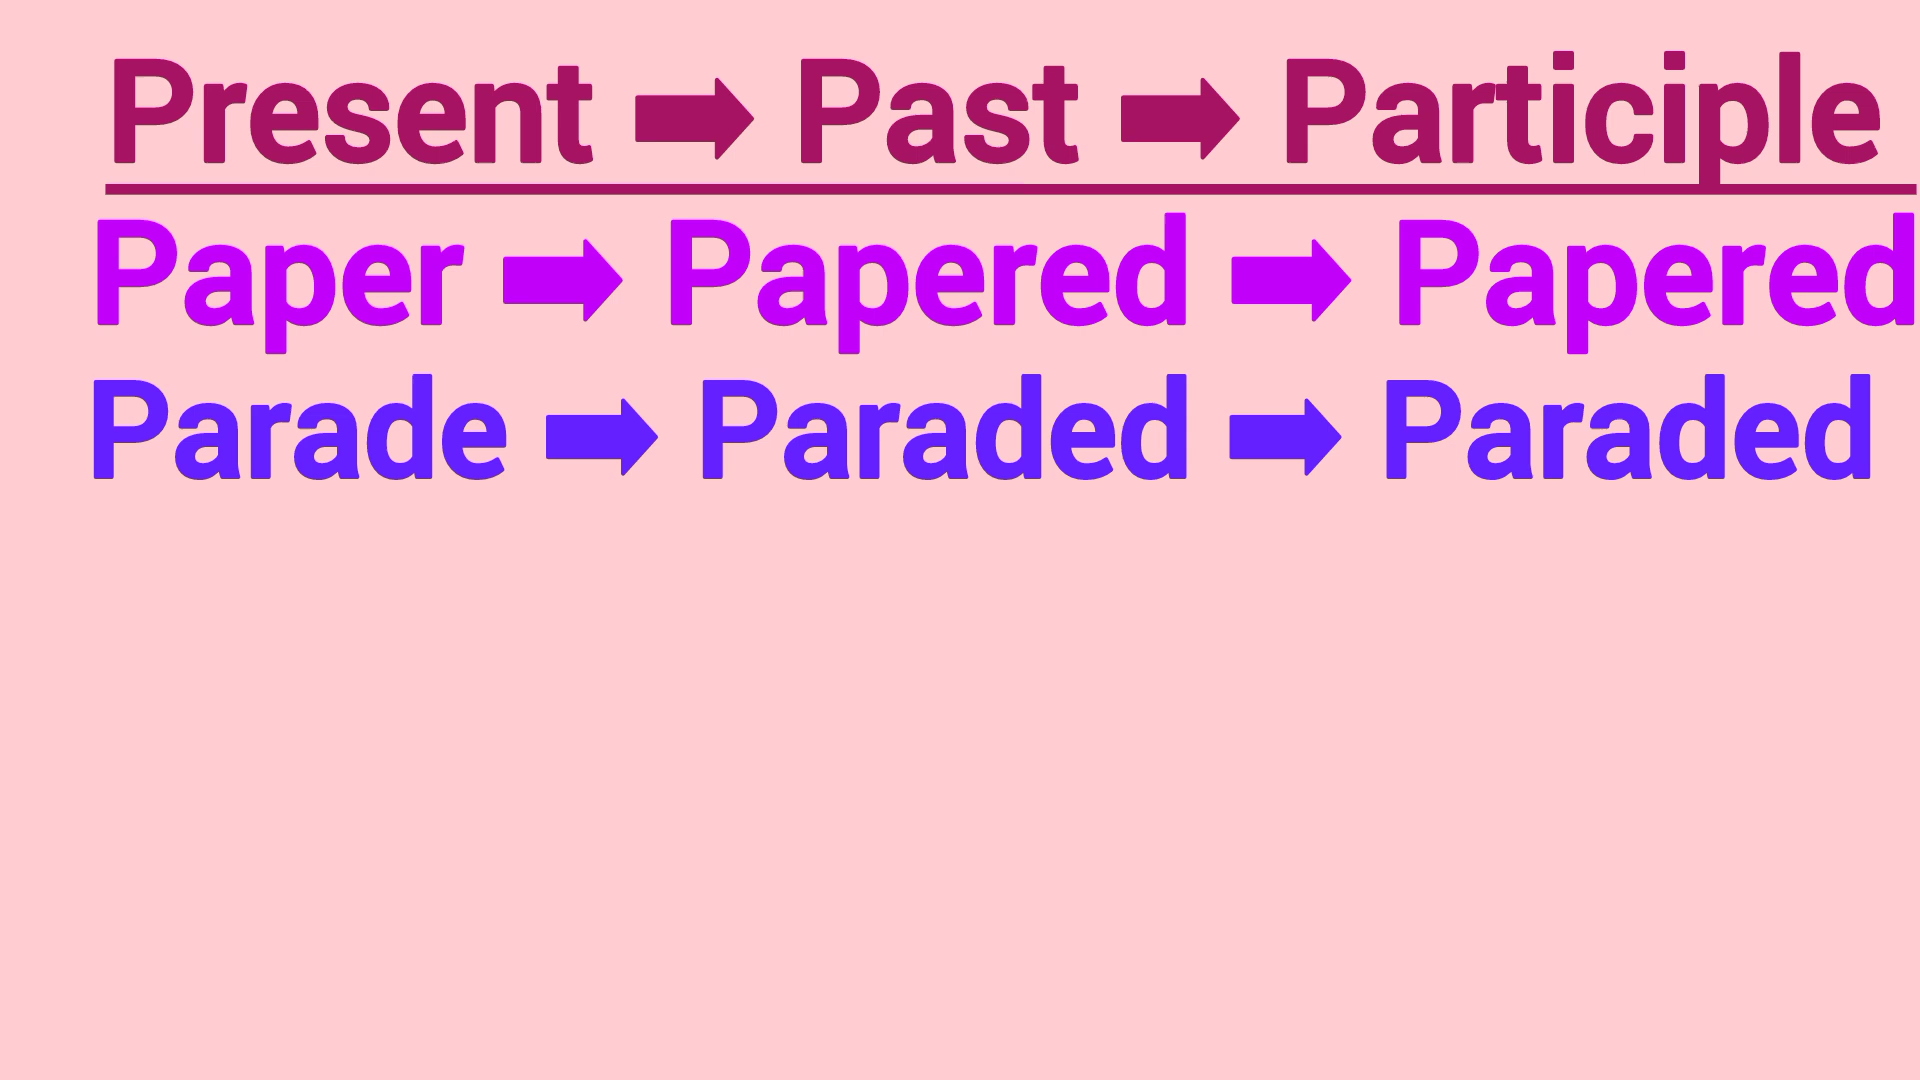 Present ➡ Past ➡ Participle
Paper ➡ Papered ➡ Papered
Parade ➡ Paraded ➡ Paraded